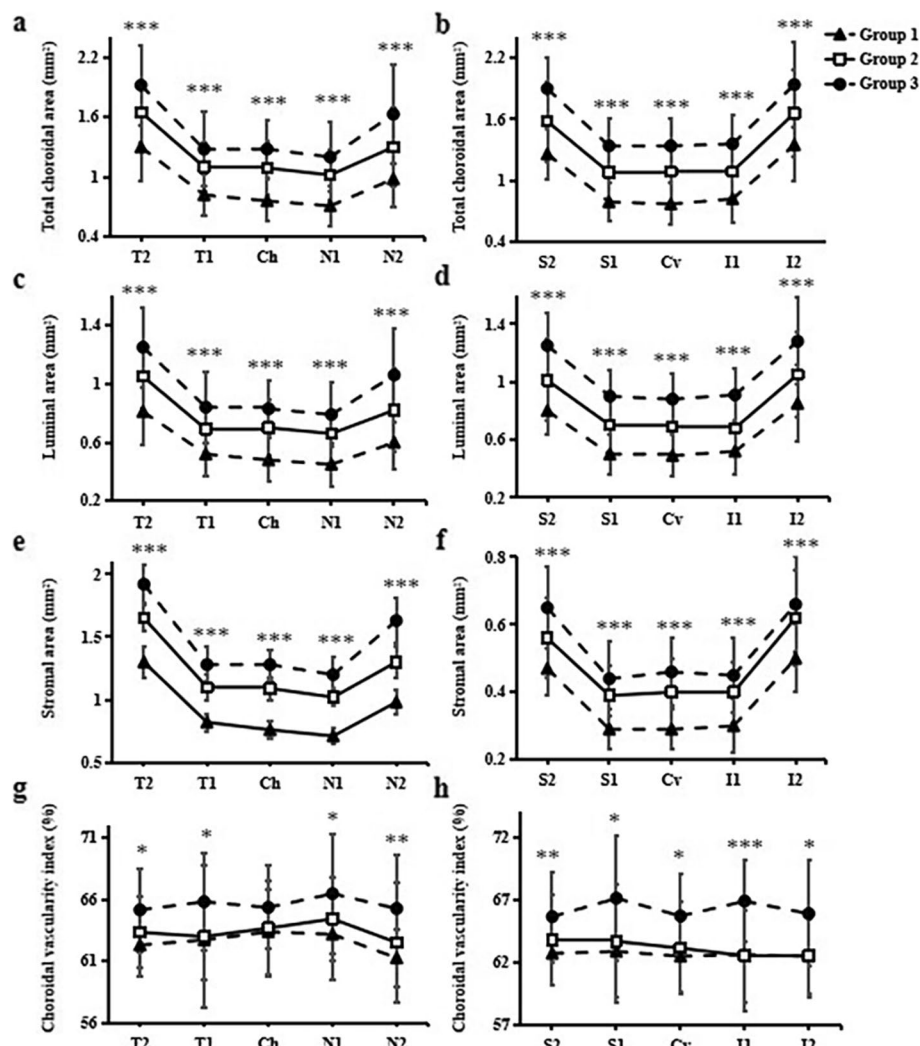 a
Total choroidal area (mm²)
2.2
1.6
1
0.4
*** *** *** *** ***
T2 T1 Ch N1 N2
b
Total choroidal area (mm²)
2.2
1.6
1
0.4
*** *** *** *** ***
S2 S1 Cv I1 I2
Group 1
Group 2
Group 3
c
Luminal area (mm²)
1.4
1
0.6
0.2
*** *** *** *** ***
T2 T1 Ch N1 N2
d
Luminal area (mm²)
1.4
1
0.6
0.2
*** *** *** *** ***
S2 S1 Cv I1 I2
e
Stromal area (mm²)
2
1.5
1
0.5
*** *** *** *** ***
T2 T1 Ch N1 N2
f
Stromal area (mm²)
0.8
0.6
0.4
0.2
*** *** *** *** ***
S2 S1 Cv I1 I2
g
Choroidal vascularity index (%)
71
66
61
56
* * * **
T2 T1 Ch N1 N2
h
Choroidal vascularity index (%)
72
67
62
57
** * * *** *
S2 S1 Cv I1 I2